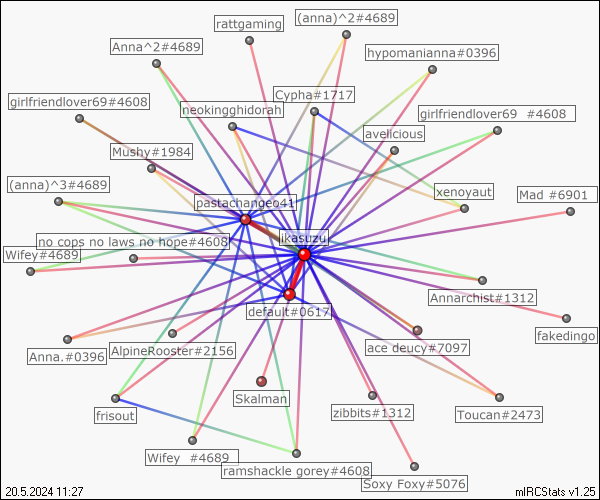 rattgaming
(anna)^2#4689
Anna^2#4689
hypomanianna#0396
Cypha#1717
girlfriendlover69#4608
neokingghidorah
girlfriendlover69 #4608
avelicious
Mushy#1984
(anna)^3#4689
xenoyaut
Mad #6901
pastachangeo41
no cops no laws no hope#4608
ikasuzu
Wifey#4689
Annarchist#1312
default#0617
fakedingo
Anna.#0396
AlpineRooster#2156
ace deucy#7097
Skalman
frisout
zibbits#1312
Toucan#2473
Wifey #4689
ramshackle gorey#4608
Soxy Foxy#5076
20.5.2024 11:27
mIRCStats v1.25